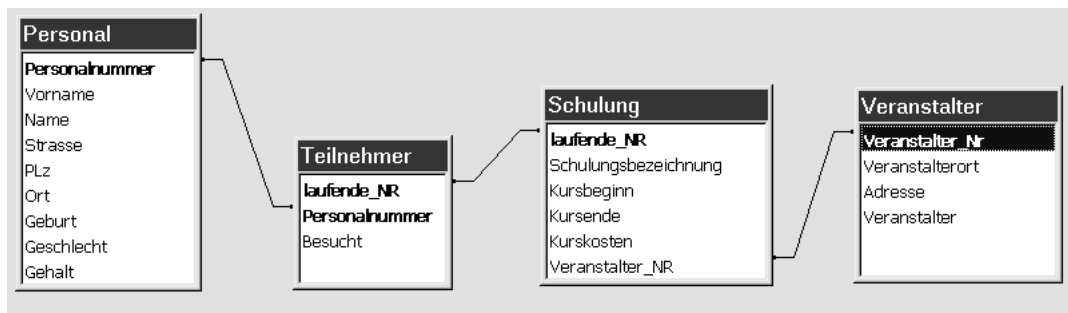 Personal
Personalnummer
Vorname
Name
Strasse
PLz
Ort
Geburt
Geschlecht
Gehalt
Teilnehmer
laufende_NR
Personalnummer
Besucht
Schulung
laufende_NR
Schulungsbezeichnung
Kursbeginn
Kursende
Kurskosten
Veranstalter_NR
Veranstalter
Veranstalter_Nr
Veranstalterort
Adresse
Veranstalter